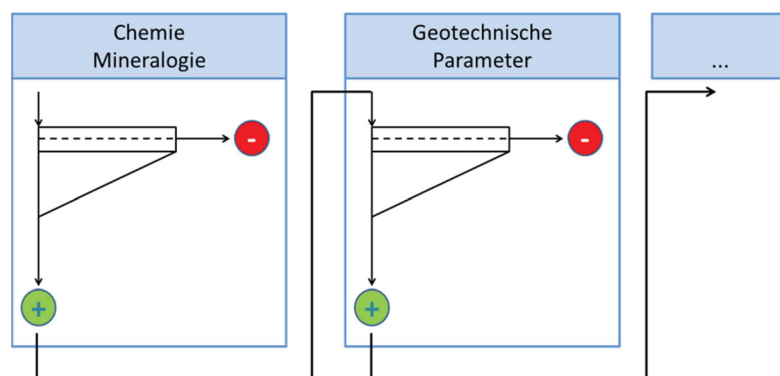 Chemie
Mineralogie
Geotechnische
Parameter
...
-
-
+
+